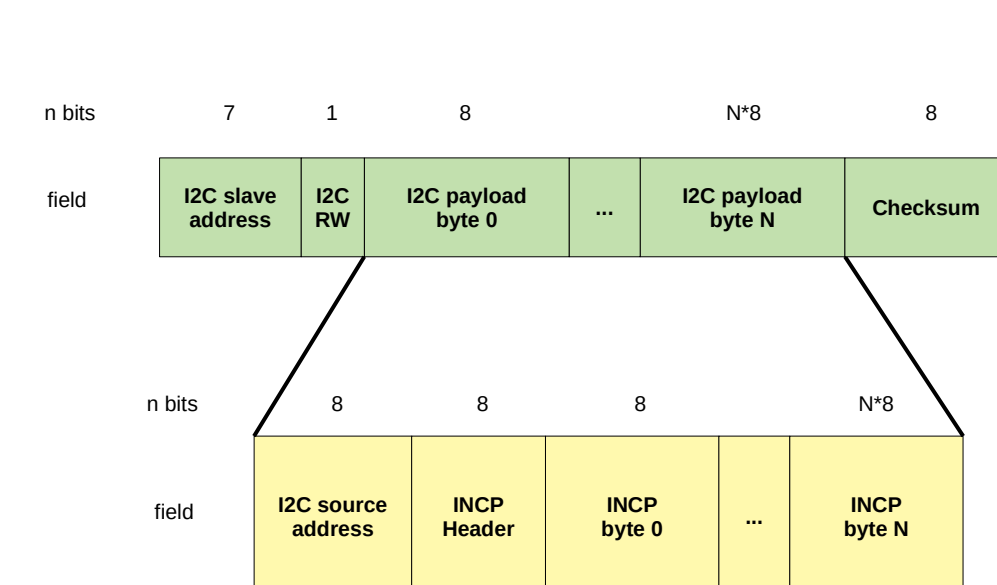 n bits 7 1 8 N*8 8
field
I2C slave
address
I2C
RW
I2C payload
byte 0
...
I2C payload
byte N
Checksum
n bits 8 8 8 N*8
field
I2C source
address
INCP
Header
INCP
byte 0
...
INCP
byte N